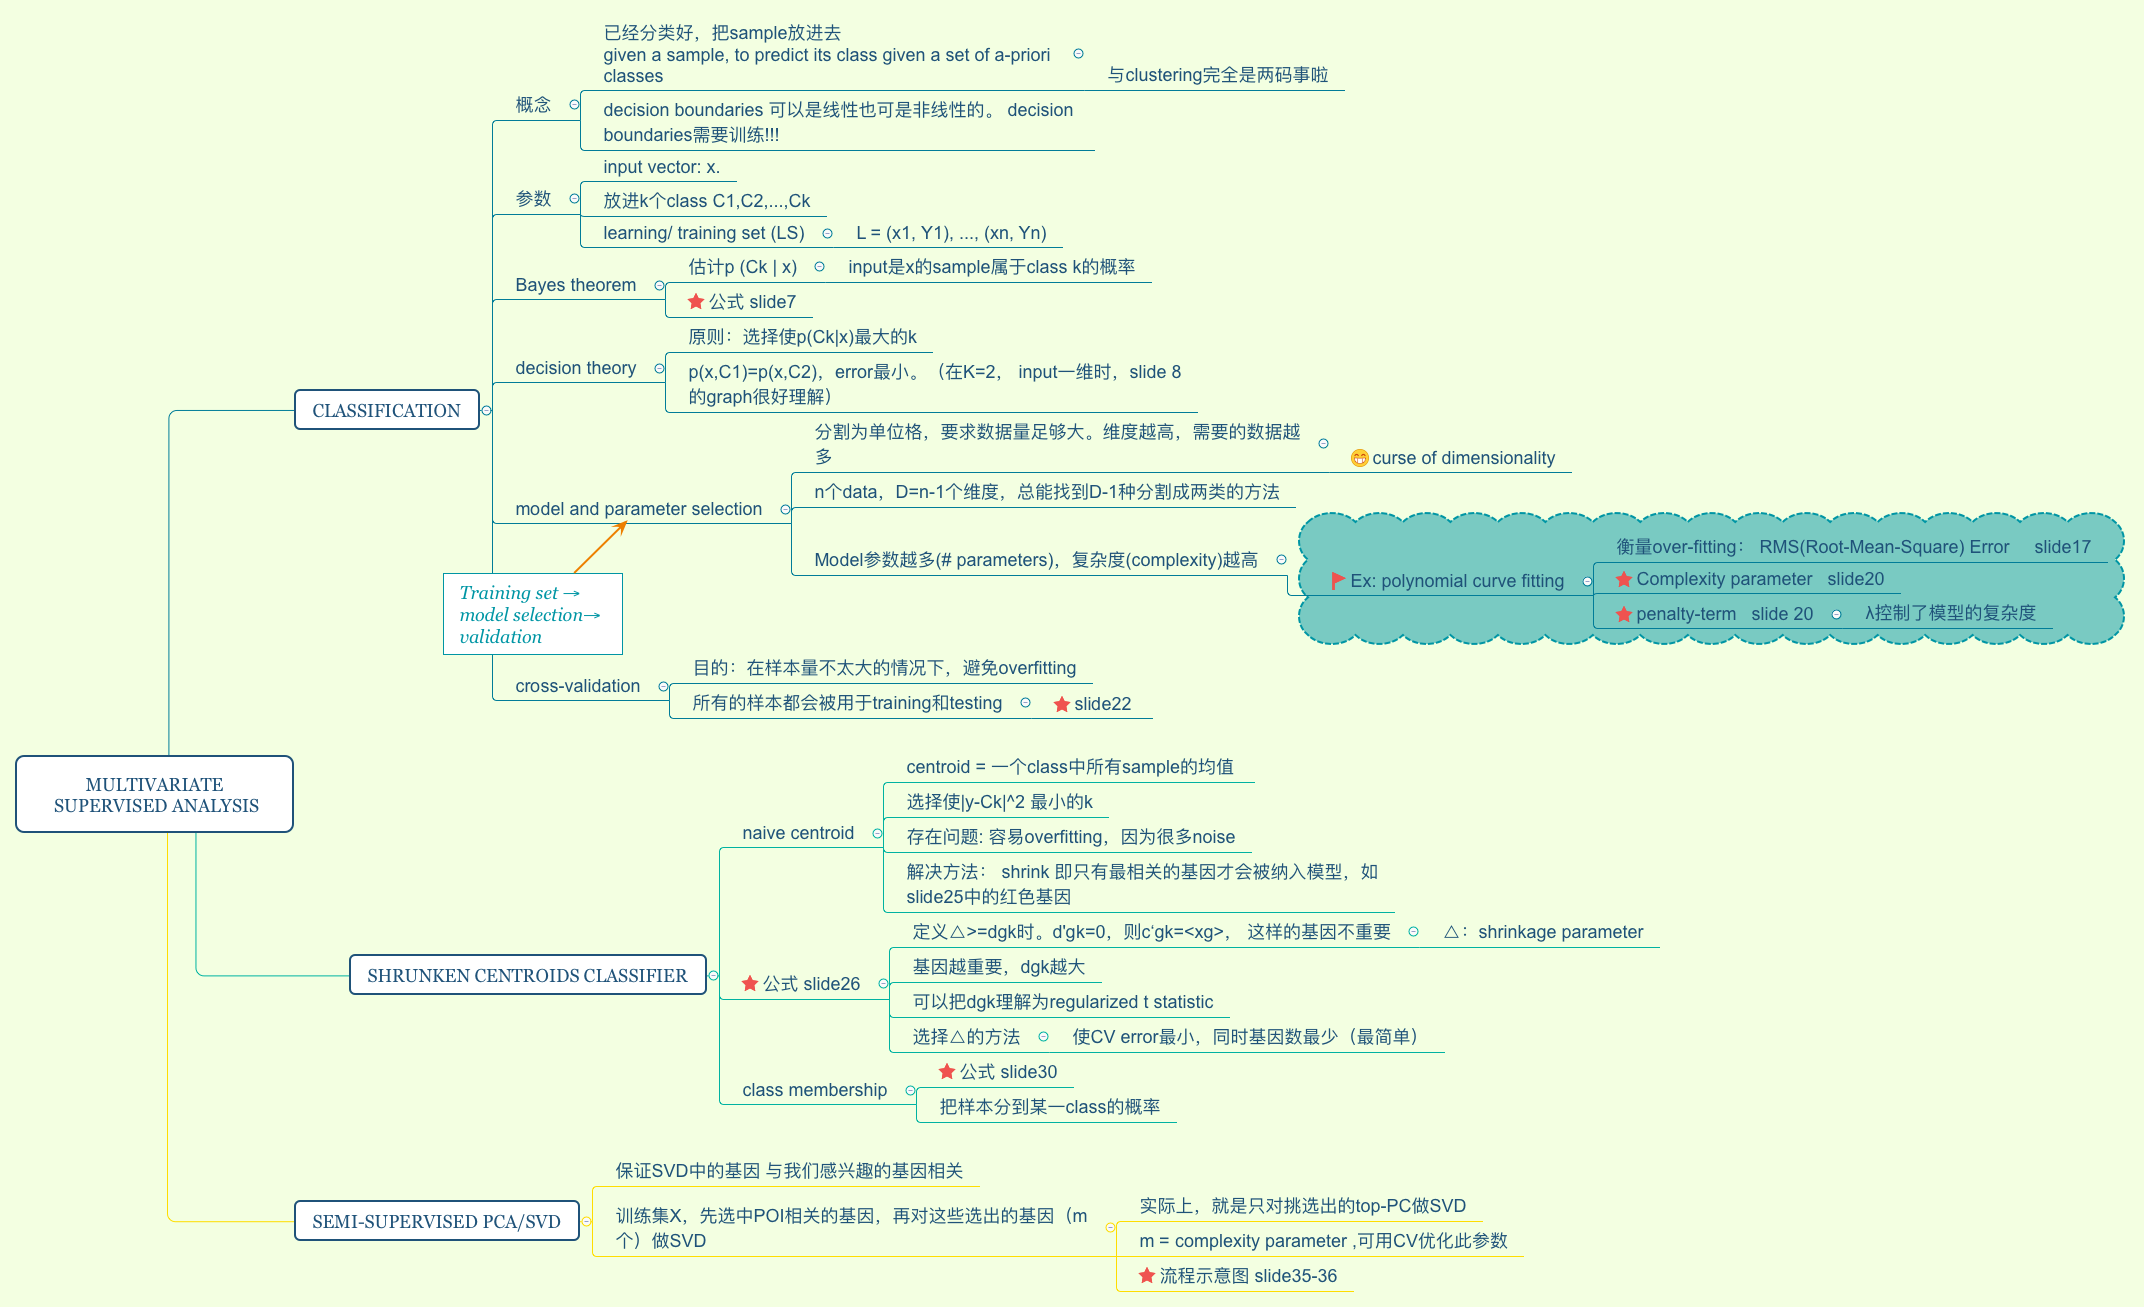 MULTIVARIATE
SUPERVISED ANALYSIS
CLASSIFICATION
概念
已经分类好，把sample放进去
given a sample, to predict its class given a set of a-priori
classes
与clustering完全是两码事啦
decision boundaries 可以是线性也可是非线性的。 decision
boundaries需要训练!!!
参数
input vector: x.
放进k个class C1,C2,...,Ck
learning/ training set (LS)
L = (x1, Y1), ..., (xn, Yn)
Bayes theorem
估计p (Ck | x)
input是x的sample属于class k的概率
公式 slide7
decision theory
原则：选择使p(Ck|x)最大的k
p(x,C1)=p(x,C2)，error最小。（在K=2， input一维时，slide 8
的graph很好理解）
model and parameter selection
分割为单位格，要求数据量足够大。维度越高，需要的数据越
多
curse of dimensionality
n个data，D=n-1个维度，总能找到D-1种分割成两类的方法
Model参数越多(# parameters)，复杂度(complexity)越高
Ex: polynomial curve fitting
衡量over-fitting： RMS(Root-Mean-Square) Error slide17
Complexity parameter slide20
penalty-term slide 20
λ控制了模型的复杂度
Training set →
model selection→
validation
cross-validation
目的：在样本量不太大的情况下，避免overfitting
所有的样本都会被用于training和testing
slide22
SHRUNKEN CENTROIDS CLASSIFIER
naive centroid
centroid = 一个class中所有sample的均值
选择使|y-Ck|^2 最小的k
存在问题: 容易overfitting，因为很多noise
解决方法： shrink 即只有最相关的基因才会被纳入模型，如
slide25中的红色基因
公式 slide26
定义△>=dgk时。d'gk=0，则c‘gk=<xg>， 这样的基因不重要
△：shrinkage parameter
基因越重要，dgk越大
可以把dgk理解为regularized t statistic
选择△的方法
使CV error最小，同时基因数最少（最简单）
class membership
公式 slide30
把样本分到某一class的概率
SEMI-SUPERVISED PCA/SVD
保证SVD中的基因 与我们感兴趣的基因相关
训练集X，先选中POI相关的基因，再对这些选出的基因（m
个）做SVD
实际上，就是只对挑选出的top-PC做SVD
m = complexity parameter ,可用CV优化此参数
流程示意图 slide35-36